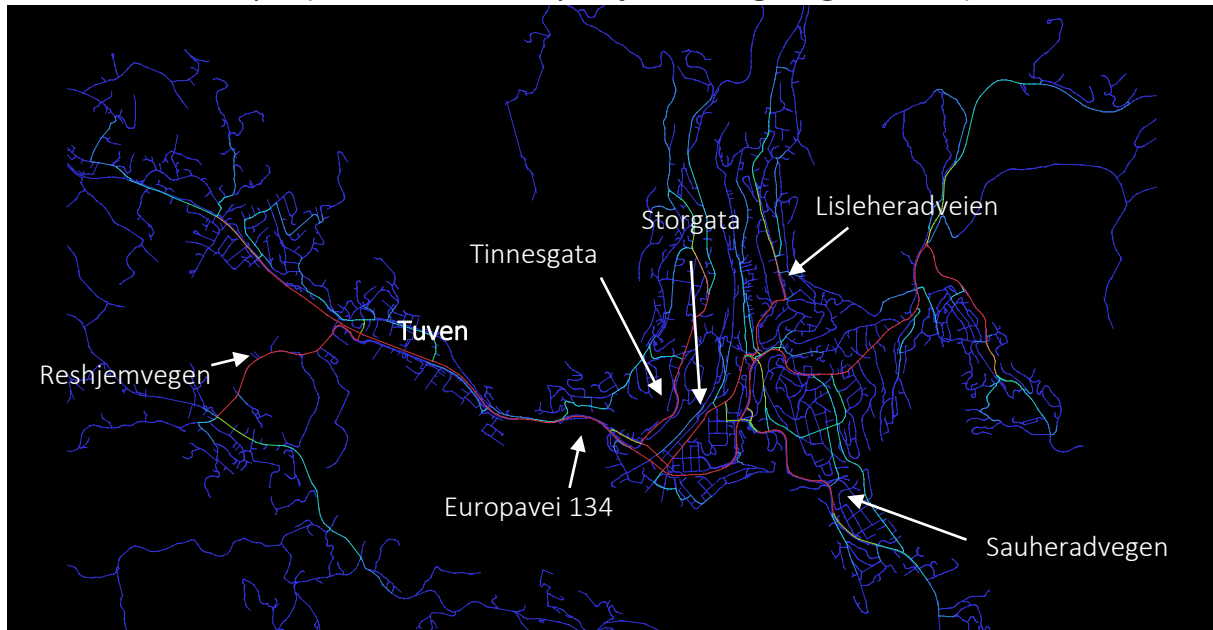 Storgata
Lisleheradveien
Tinnesgata
Tuven
Reshjemvegen
Europavei 134
Sauheradvegen